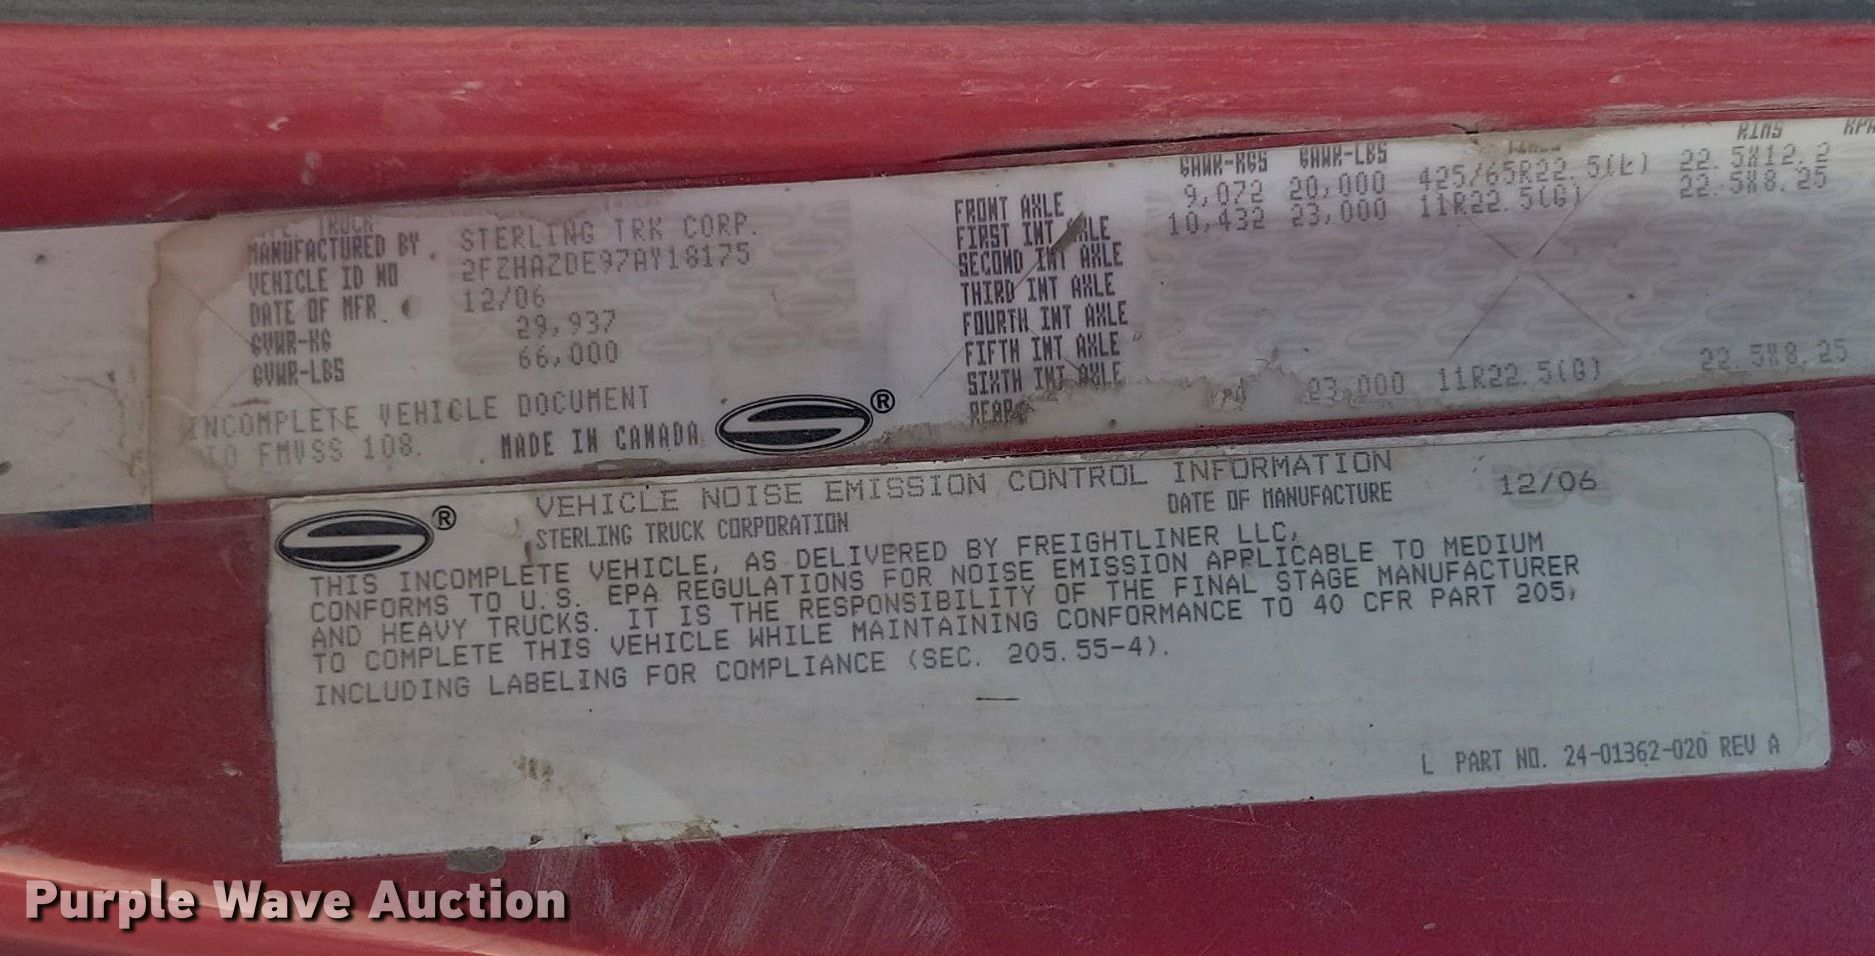 TRUCK
MANUFACTURED BY STERLING TRK CORP.
VEHICLE ID NO 2FZHAZDE97AY18175
DATE OF MFR. 12/06
GVWR-KG 29,937
GVWR-LBS 66,000
INCOMPLETE VEHICLE DOCUMENT
TO FMVSS 108. MADE IN CANADA ®
GAWR-KGS GAWR-LBS RIMS
FRONT AXLE 9,072 20,000 425/65R22.5(L) 22.5X12.2
FIRST INT AXLE 10,432 23,000 11R22.5(G) 22.5X8.25
SECOND INT AXLE
THIRD INT AXLE
FOURTH INT AXLE
FIFTH INT AXLE
SIXTH INT AXLE
REAR 23,000 11R22.5(G) 22.5X8.25
® VEHICLE NOISE EMISSION CONTROL INFORMATION
STERLING TRUCK CORPORATION DATE OF MANUFACTURE 12/06
THIS INCOMPLETE VEHICLE, AS DELIVERED BY FREIGHTLINER LLC,
CONFORMS TO U.S. EPA REGULATIONS FOR NOISE EMISSION APPLICABLE TO MEDIUM
AND HEAVY TRUCKS. IT IS THE RESPONSIBILITY OF THE FINAL STAGE MANUFACTURER
TO COMPLETE THIS VEHICLE WHILE MAINTAINING CONFORMANCE TO 40 CFR PART 205,
INCLUDING LABELING FOR COMPLIANCE (SEC. 205.55-4).
L PART NO. 24-01362-020 REV A
Purple Wave Auction